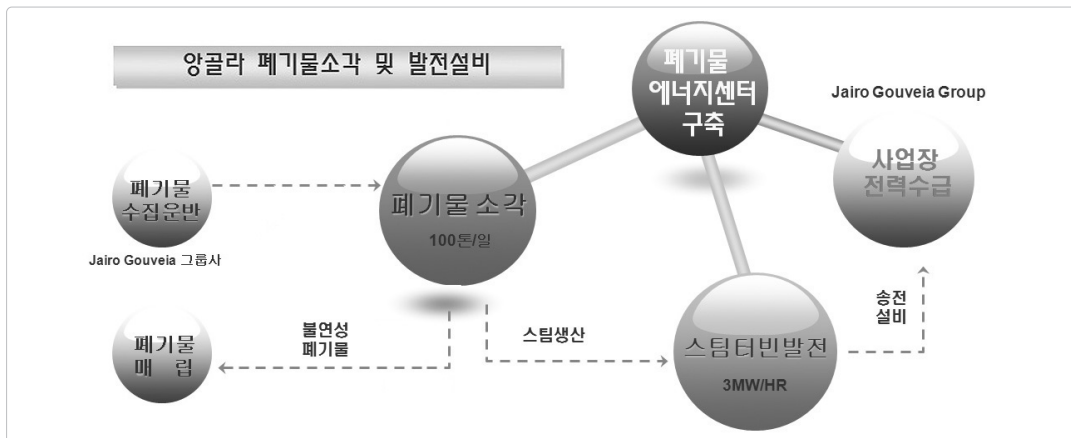 앙골라 폐기물소각 및 발전설비
폐기물
에너지센터
구축
Jairo Gouveia Group
사업장
전력수급
폐기물
수집운반
Jairo Gouveia 그룹사
폐기물 소각
100톤/일
불연성
폐기물
폐기물
매 립
스팀생산
스팀터빈발전
3MW/HR
송전
설비